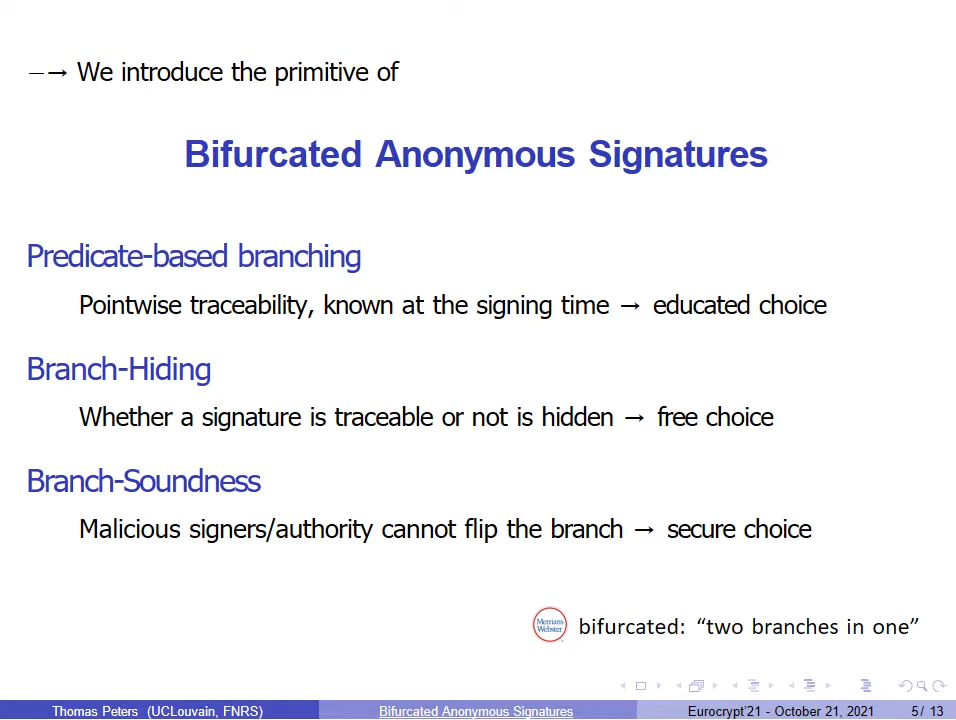 −→ We introduce the primitive of
Bifurcated Anonymous Signatures
Predicate-based branching
Pointwise traceability, known at the signing time → educated choice
Branch-Hiding
Whether a signature is traceable or not is hidden → free choice
Branch-Soundness
Malicious signers/authority cannot flip the branch → secure choice
Merriam-
Webster
bifurcated: “two branches in one”
Thomas Peters (UCLouvain, FNRS) Bifurcated Anonymous Signatures Eurocrypt'21 - October 21, 2021 5 / 13